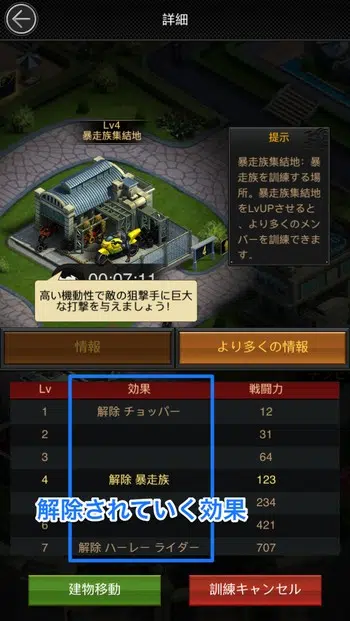 詳細
Lv4
暴走族集結地
00:07:11
高い機動性で敵の狙撃手に巨大
な打撃を与えましょう!
提示
暴走族集結地:暴
走族を訓練する場
所。暴走族集結地
をLvUPさせると
、より多くのメ
ンバーを訓練でき
ます。
情報
より多くの情報
Lv 効果 戦闘力
1 解除 チョッパー 12
2 31
3 64
4 解除 暴走族 123
解除されていく効果
234
6 421
7 解除 ハーレー ライダー 707
建物移動
訓練キャンセル